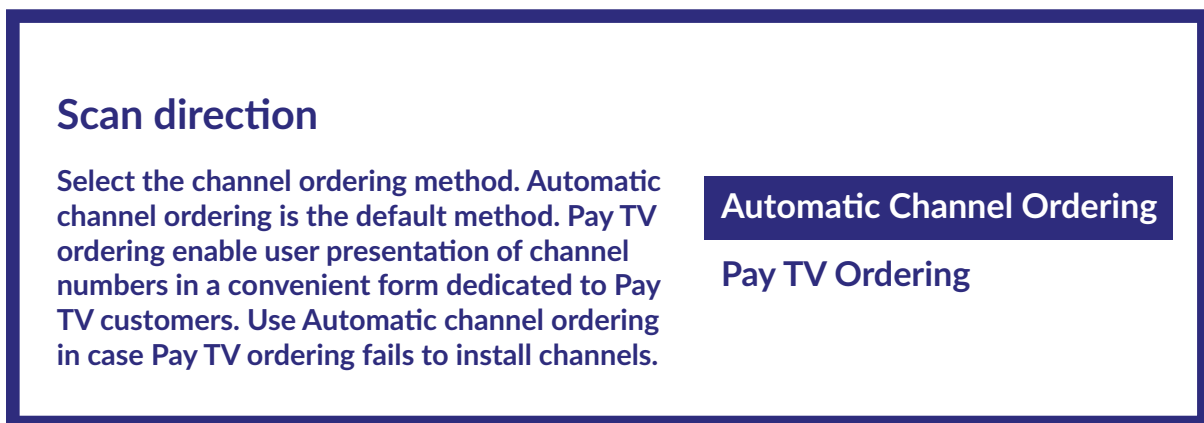 Scan direction
Select the channel ordering method. Automatic
channel ordering is the default method. Pay TV
ordering enable user presentation of channel
numbers in a convenient form dedicated to Pay
TV customers. Use Automatic channel ordering
in case Pay TV ordering fails to install channels.
Automatic Channel Ordering
Pay TV Ordering